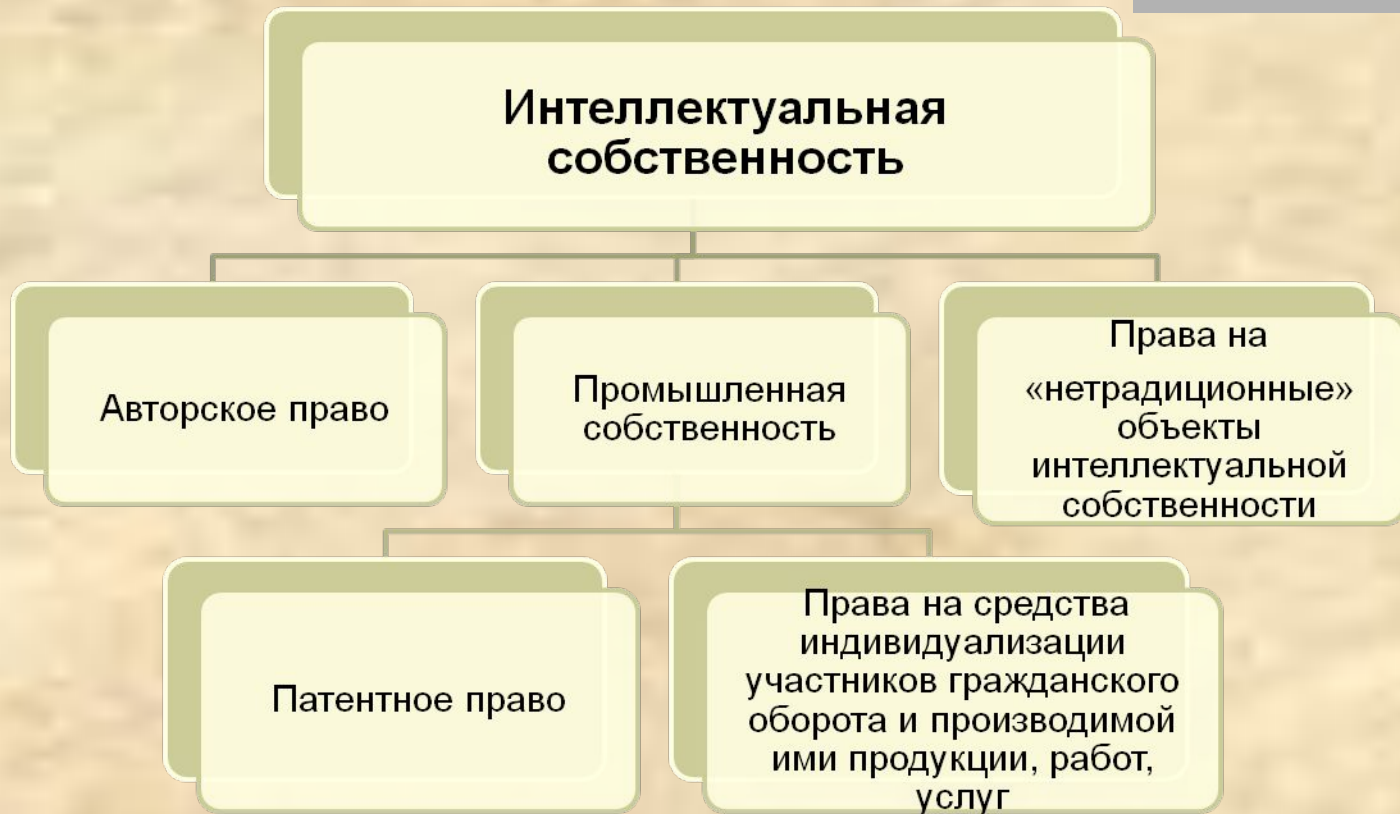 Интеллектуальная
собственность
Авторское право
Промышленная
собственность
Права на
«нетрадиционные»
объекты
интеллектуальной
собственности
Патентное право
Права на средства
индивидуализации
участников гражданского
оборота и производимой
ими продукции, работ,
услуг